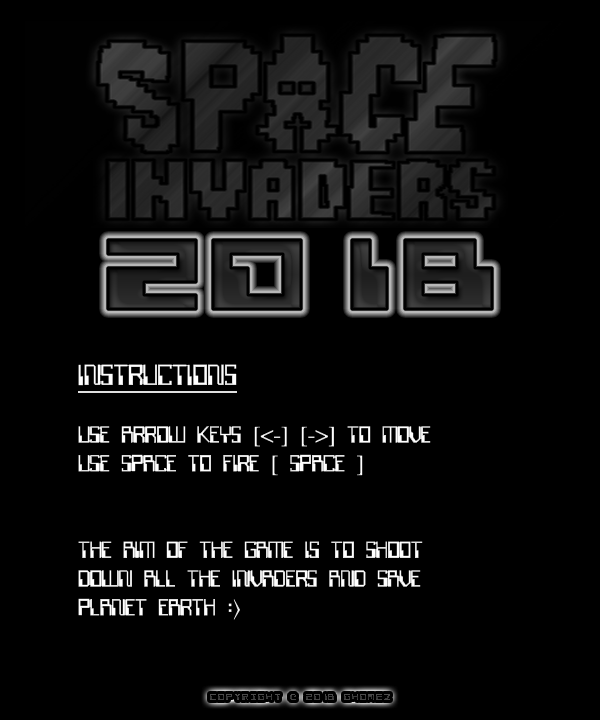 SPACE
INVADERS
2018
INSTRUCTIONS
USE ARROW KEYS [<-] [->] TO MOVE
USE SPACE TO FIRE [ SPACE ]
THE AIM OF THE GAME IS TO SHOOT
DOWN ALL THE INVADERS AND SAVE
PLANET EARTH :)
COPYRIGHT © 2018 GHOMEZ